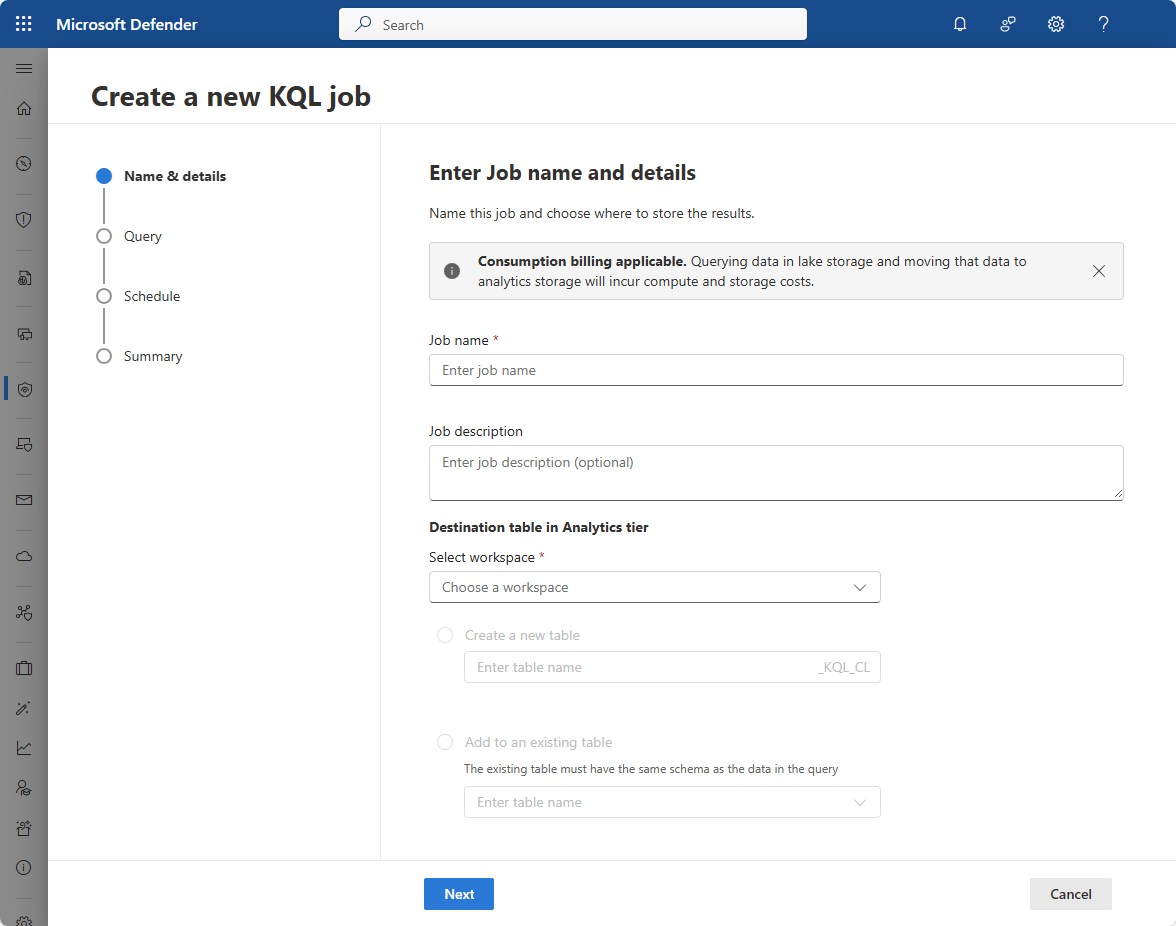 Microsoft Defender
Search
Create a new KQL job
Name & details
Query
Schedule
Summary
Enter Job name and details
Name this job and choose where to store the results.
Consumption billing applicable. Querying data in lake storage and moving that data to
analytics storage will incur compute and storage costs.
Job name *
Enter job name
Job description
Enter job description (optional)
Destination table in Analytics tier
Select workspace *
Choose a workspace
Create a new table
Enter table name _KQL_CL
Add to an existing table
The existing table must have the same schema as the data in the query
Enter table name
Next
Cancel